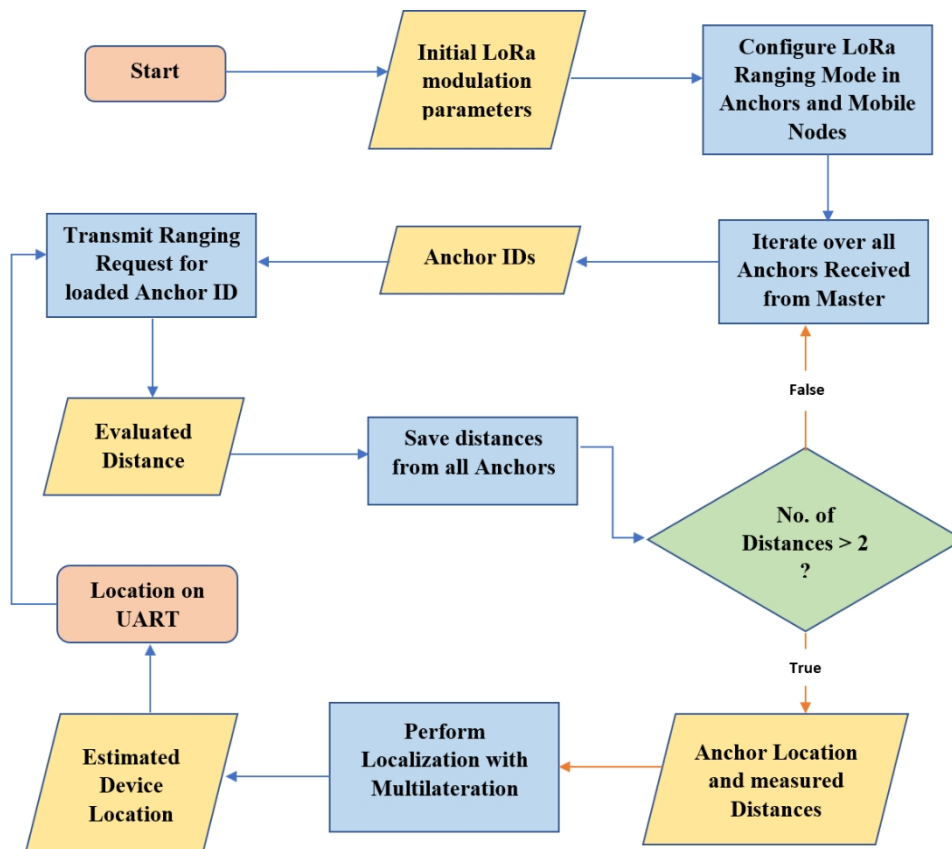 Start
Initial LoRa
modulation
parameters
Configure LoRa
Ranging Mode in
Anchors and Mobile
Nodes
Transmit Ranging
Request for
loaded Anchor ID
Anchor IDs
Iterate over all
Anchors Received
from Master
False
Evaluated
Distance
Save distances
from all Anchors
No. of
Distances > 2
?
Location on
UART
True
Estimated
Device
Location
Perform
Localization with
Multilateration
Anchor Location
and measured
Distances